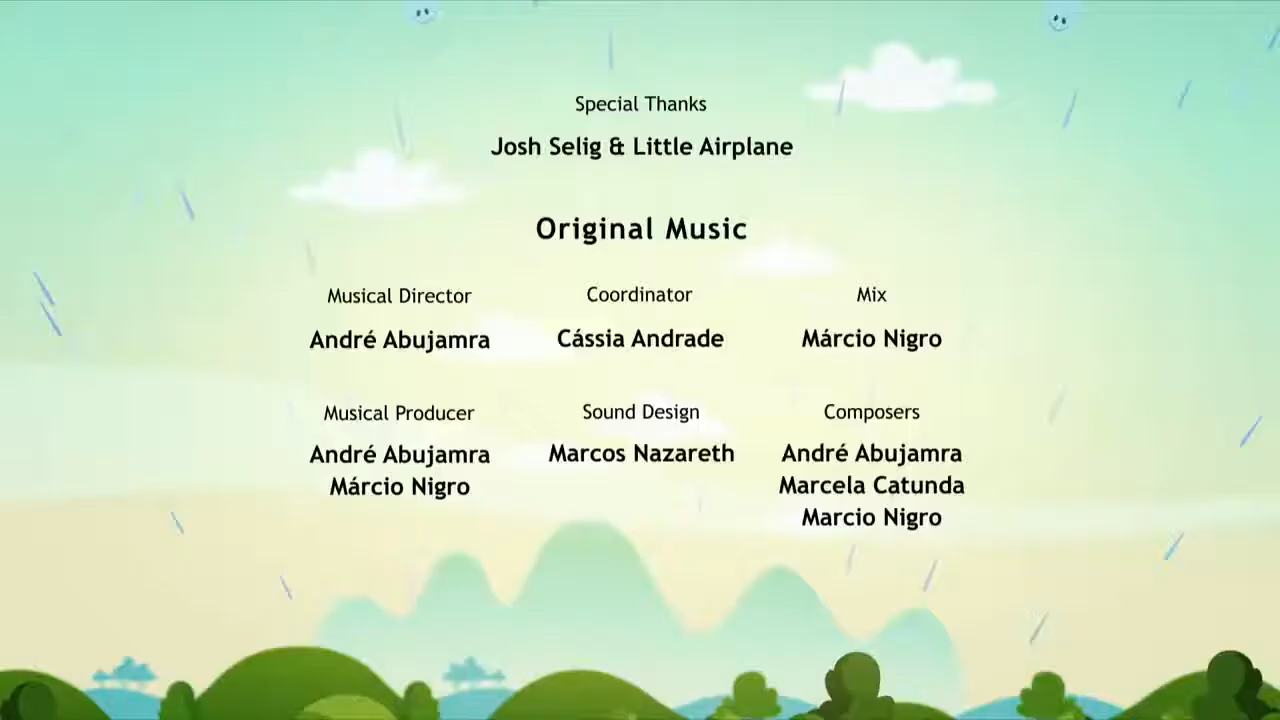 Special Thanks
Josh Selig & Little Airplane
Original Music
Musical Director
André Abujamra
Coordinator
Cássia Andrade
Mix
Márcio Nigro
Musical Producer
André Abujamra
Márcio Nigro
Sound Design
Marcos Nazareth
Composers
André Abujamra
Marcela Catunda
Marcio Nigro